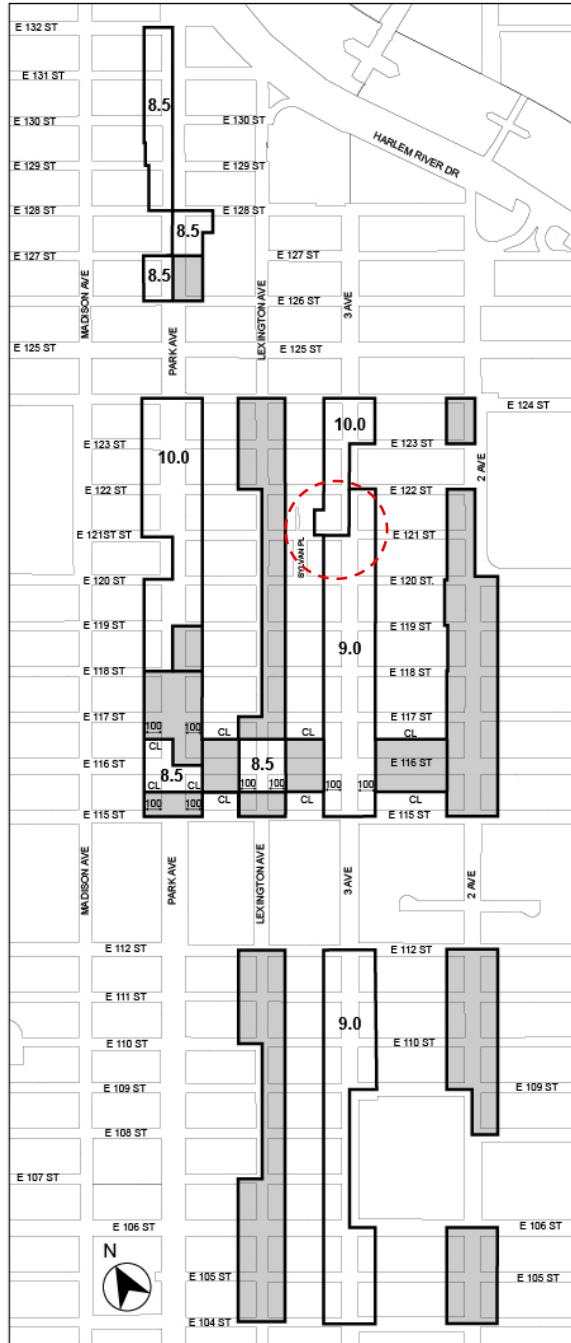 E 132 ST
E 131 ST
8.5
E 130 ST
E 130 ST
HARLEM RIVER DR
E 129 ST
E 129 ST
E 128 ST
E 128 ST
8.5
E 127 ST
E 127 ST
8.5
MADISON AVE
PARK AVE
LEXINGTON AVE
3 AVE
E 126 ST
E 125 ST
E 125 ST
E 124 ST
10.0
E 123 ST
E 123 ST
10.0
2 AVE
E 122 ST
E 122 ST
E 121ST ST
E 121 ST
SYLVAN PL
E 120 ST
E 120 ST.
E 119 ST
E 119 ST
9.0
E 118 ST
E 118 ST
E 117 ST
E 117 ST
100 100
CL CL CL
CL
E 116 ST
8.5
8.5
E 116 ST
CL CL
100 100
100 100
CL CL CL
100 100
E 115 ST
E 115 ST
MADISON AVE
PARK AVE
LEXINGTON AVE
3 AVE
2 AVE
E 112 ST
E 112 ST
E 111 ST
9.0
E 110 ST
E 110 ST
E 109 ST
E 109 ST
E 108 ST
E 107 ST
E 106 ST
E 106 ST
N
E 105 ST
E 105 ST
E 104 ST